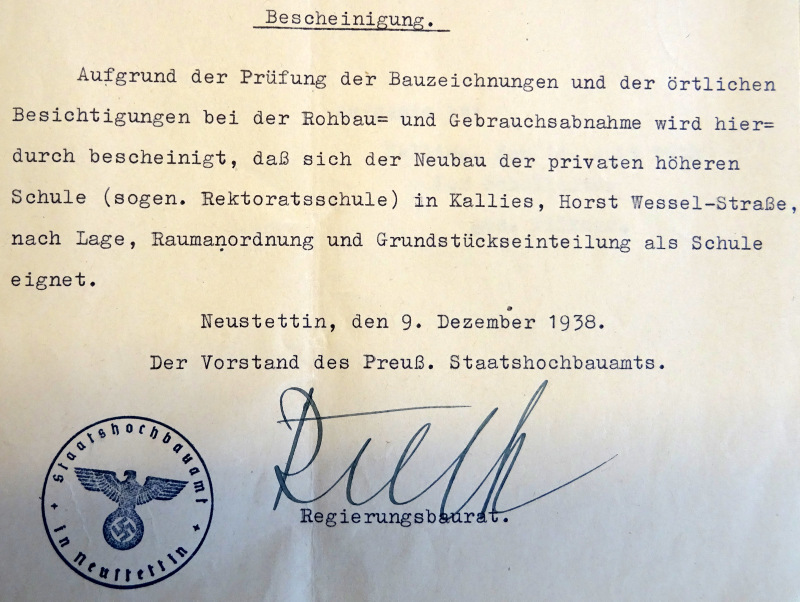 Bescheinigung.
Aufgrund der Prüfung der Bauzeichnungen und der örtlichen
Besichtigungen bei der Rohbau= und Gebrauchsabnahme wird hier=
durch bescheinigt, daß sich der Neubau der privaten höheren
Schule (sogen. Rektoratsschule) in Kallies, Horst Wessel-Straße,
nach Lage, Raumanordnung und Grundstückseinteilung als Schule
eignet.
Neustettin, den 9. Dezember 1938.
Der Vorstand des Preuß. Staatshochbauamts.
Regierungsbaurat.
Staatshochbauamt
in Neustettin